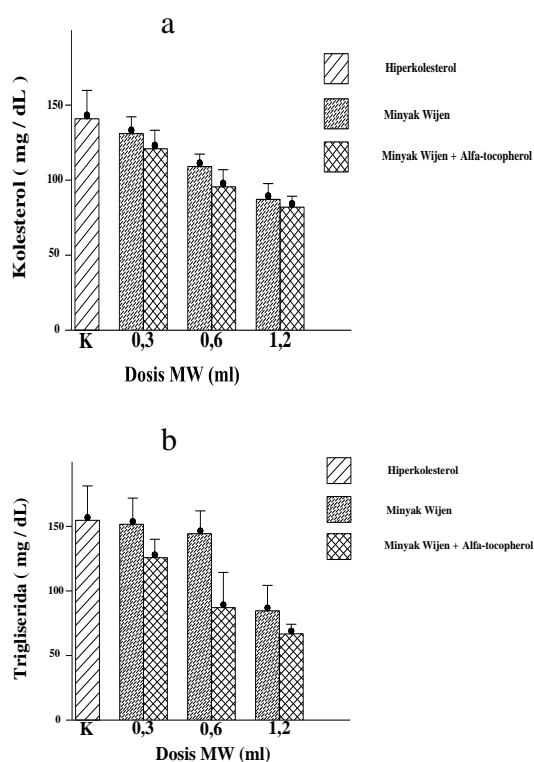 a
Hiperkolesterol
Minyak Wijen
Minyak Wijen + Alfa-tocopherol
Kolesterol ( mg / dL )
150
100
50
0
K 0,3 0,6 1,2
Dosis MW (ml)
b
Hiperkolesterol
Minyak Wijen
Minyak Wijen + Alfa-tocopherol
Trigliserida ( mg / dL)
150
100
50
0
K 0,3 0,6 1,2
Dosis MW (ml)